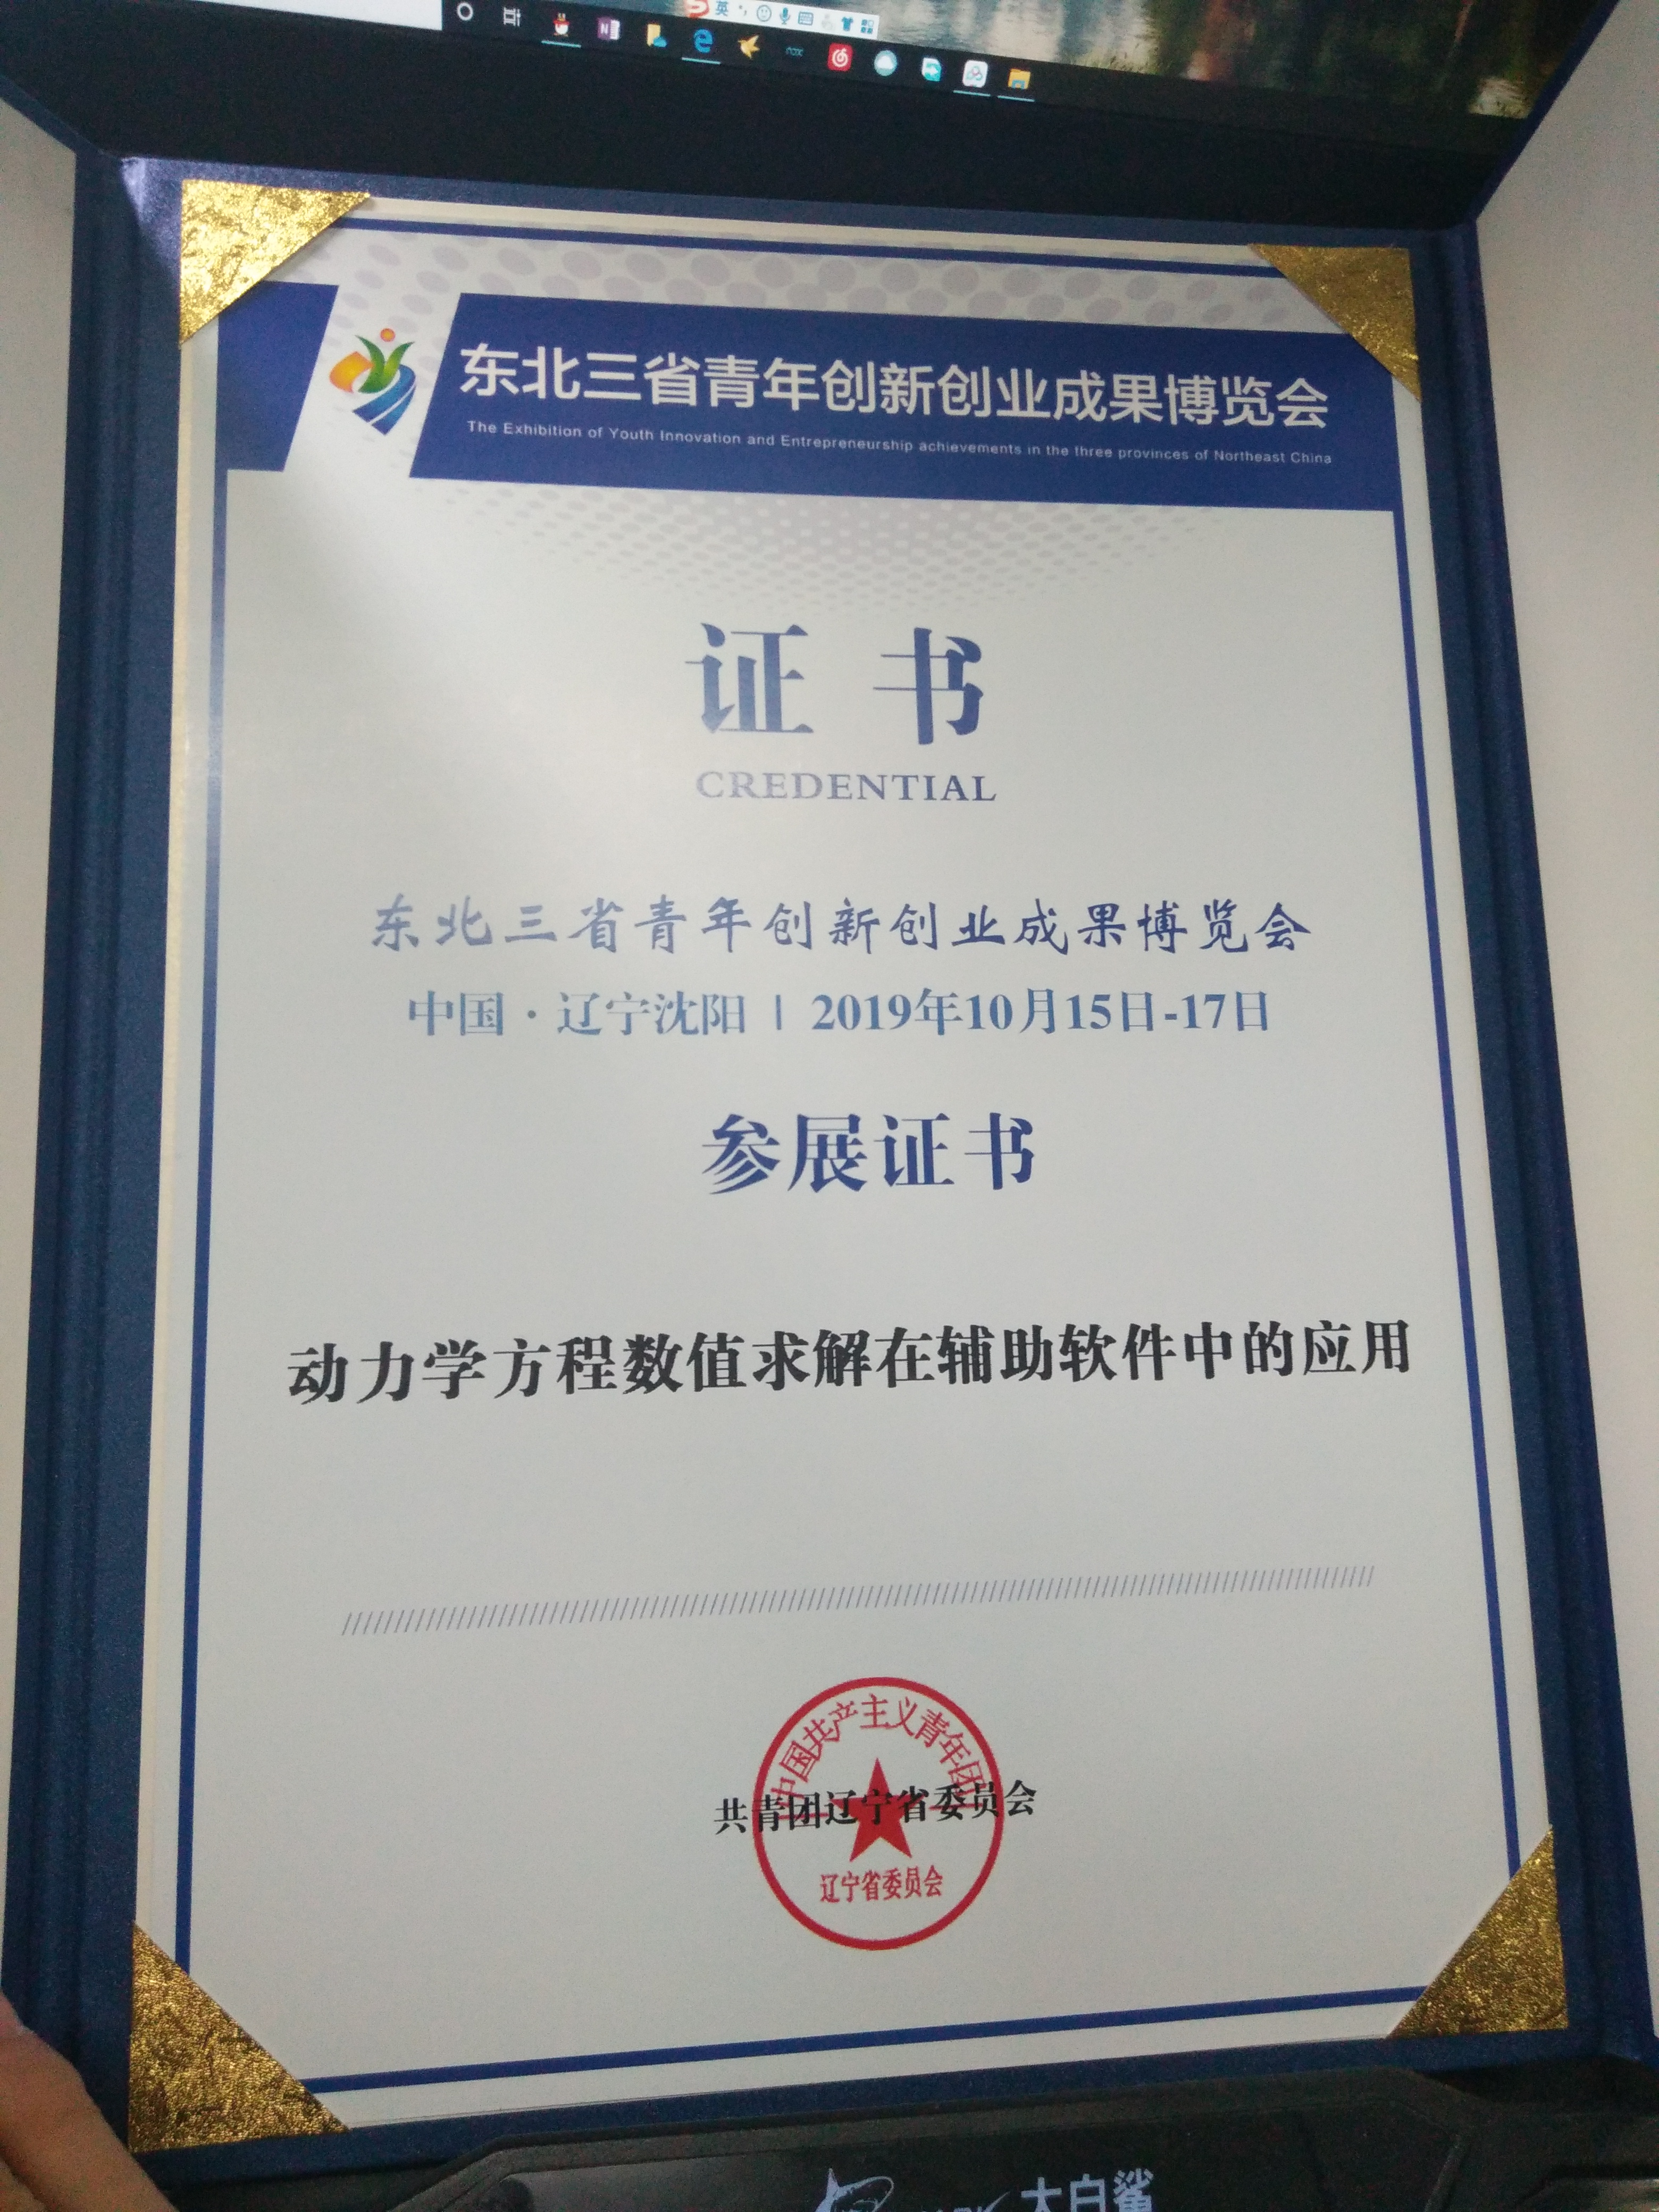 英
东北三省青年创新创业成果博览会
The Exhibition of Youth Innovation and Entrepreneurship achievements in the three provinces of Northeast China
证书
CREDENTIAL
东北三省青年创新创业成果博览会
中国·辽宁沈阳 | 2019年10月15日-17日
参展证书
动力学方程数值求解在辅助软件中的应用
中国共产主义青年团
共青团辽宁省委员会
辽宁省委员会
大白鲨